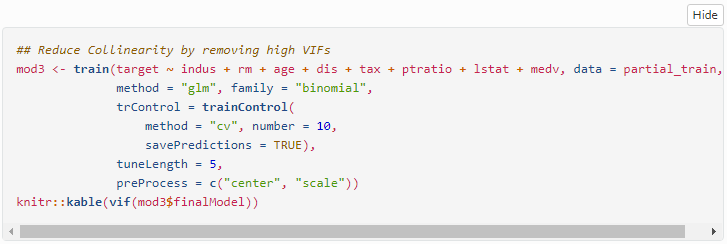 Hide
## Reduce Collinearity by removing high VIFs
mod3 <- train(target ~ indus + rm + age + dis + tax + ptratio + lstat + medv, data = partial_train,
              method = "glm", family = "binomial",
              trControl = trainControl(
                  method = "cv", number = 10,
                  savePredictions = TRUE),
              tuneLength = 5,
              preProcess = c("center", "scale"))
knitr::kable(vif(mod3$finalModel))